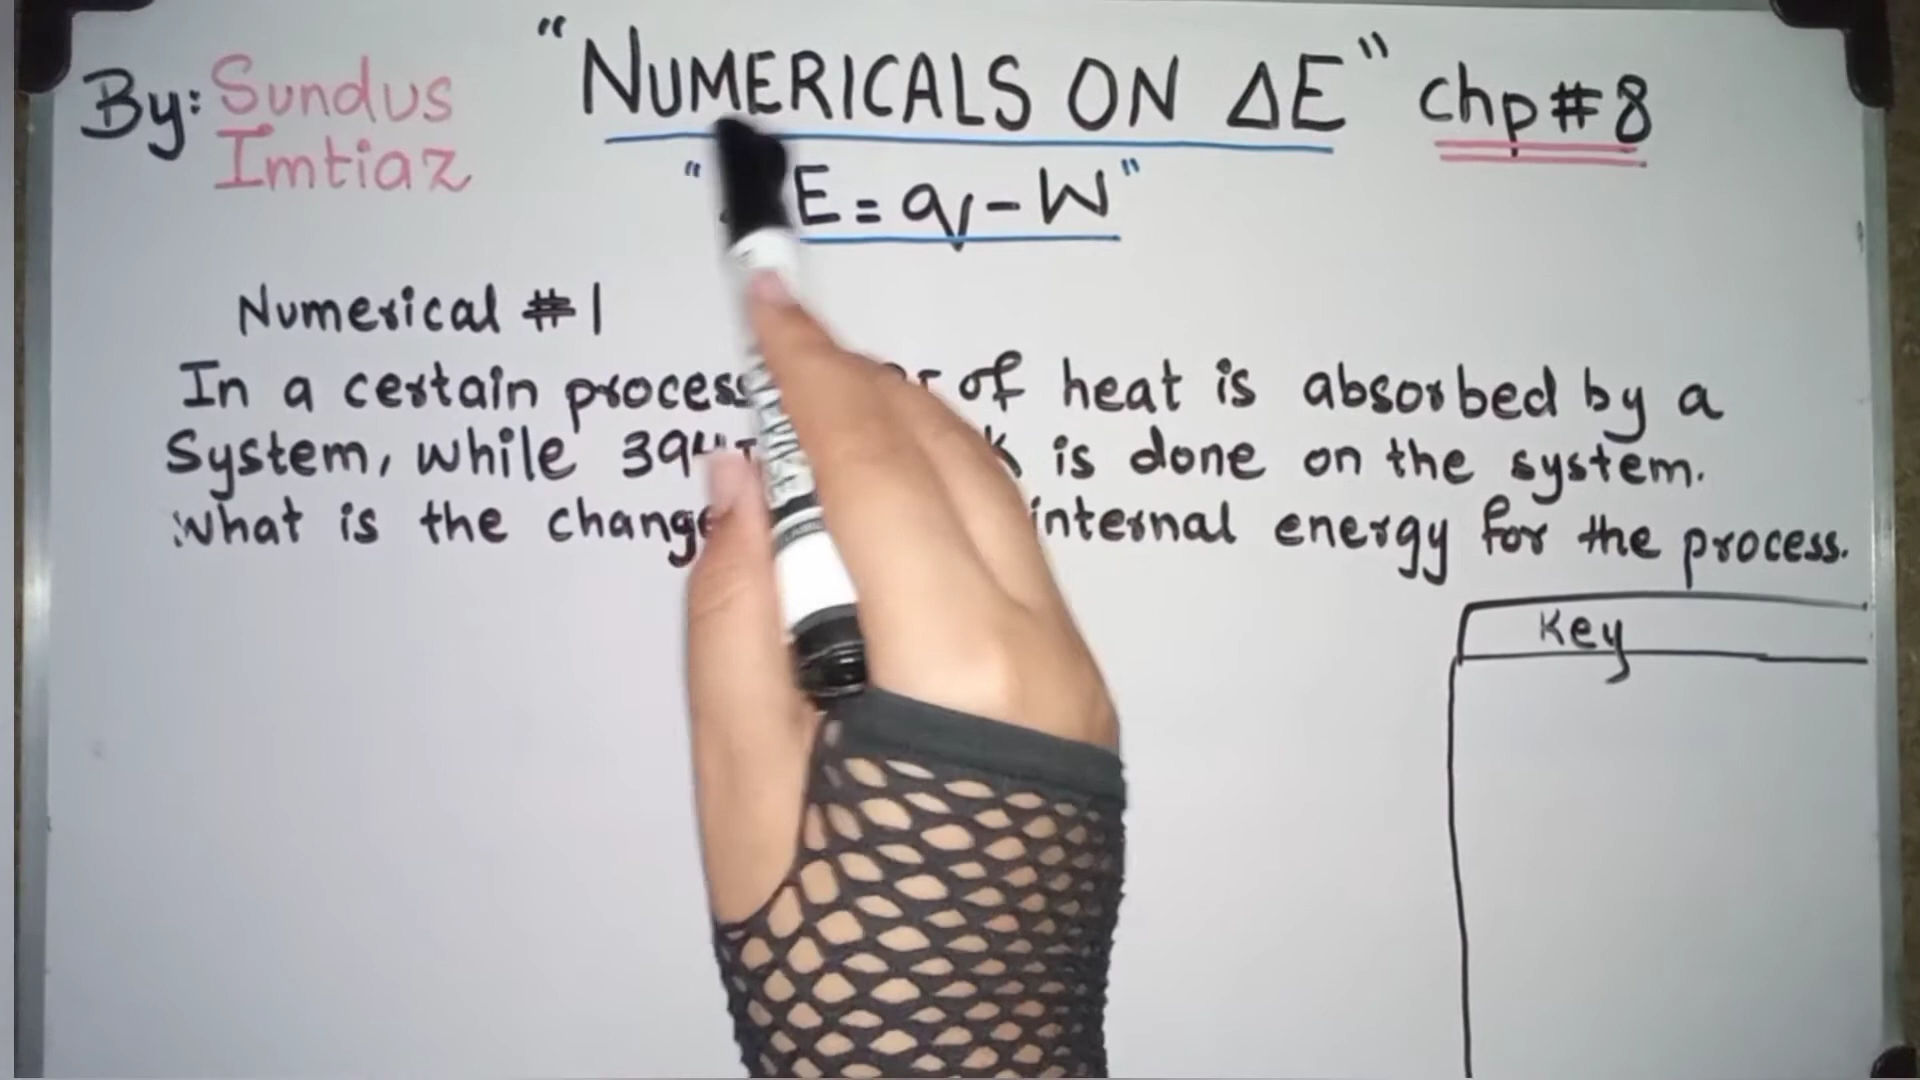 "NUMERICALS ON ΔE" Chp#8
By: Sundus
Imtiaz
"E = q - W"
Numerical #1
In a certain process of heat is absorbed by a
System, while is done on the system.
What is the change internal energy for the process.
Key